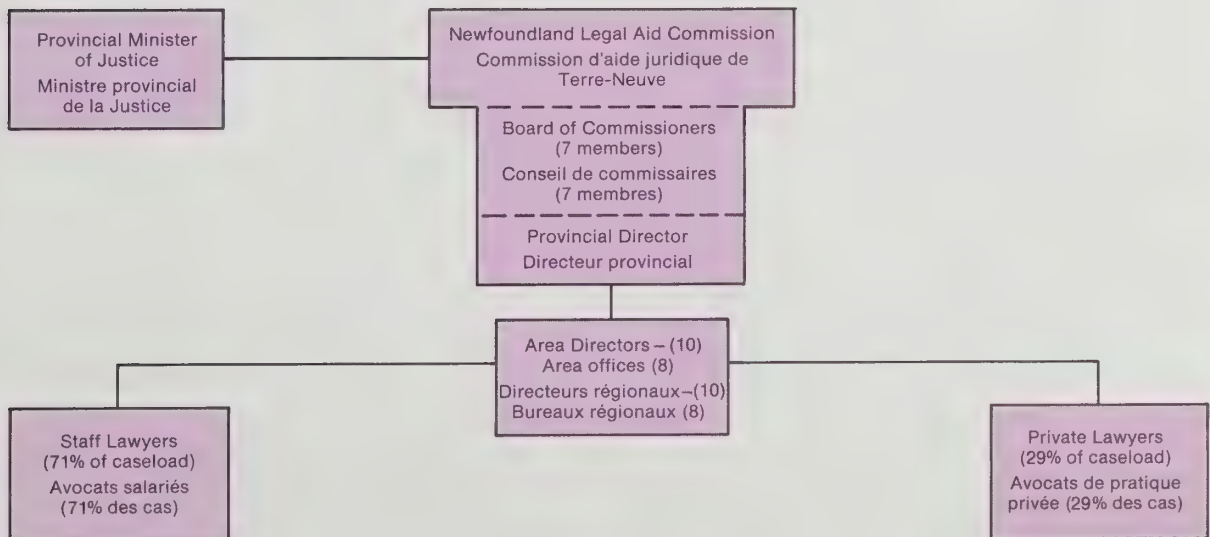 Provincial Minister
of Justice
Ministre provincial
de la Justice
Newfoundland Legal Aid Commission
Commission d'aide juridique de
Terre-Neuve
Board of Commissioners
(7 members)
Conseil de commissaires
(7 membres)
Provincial Director
Directeur provincial
Area Directors – (10)
Area offices (8)
Directeurs régionaux–(10)
Bureaux régionaux (8)
Staff Lawyers
(71% of caseload)
Avocats salariés
(71% des cas)
Private Lawyers
(29% of caseload)
Avocats de pratique
privée (29% des cas)